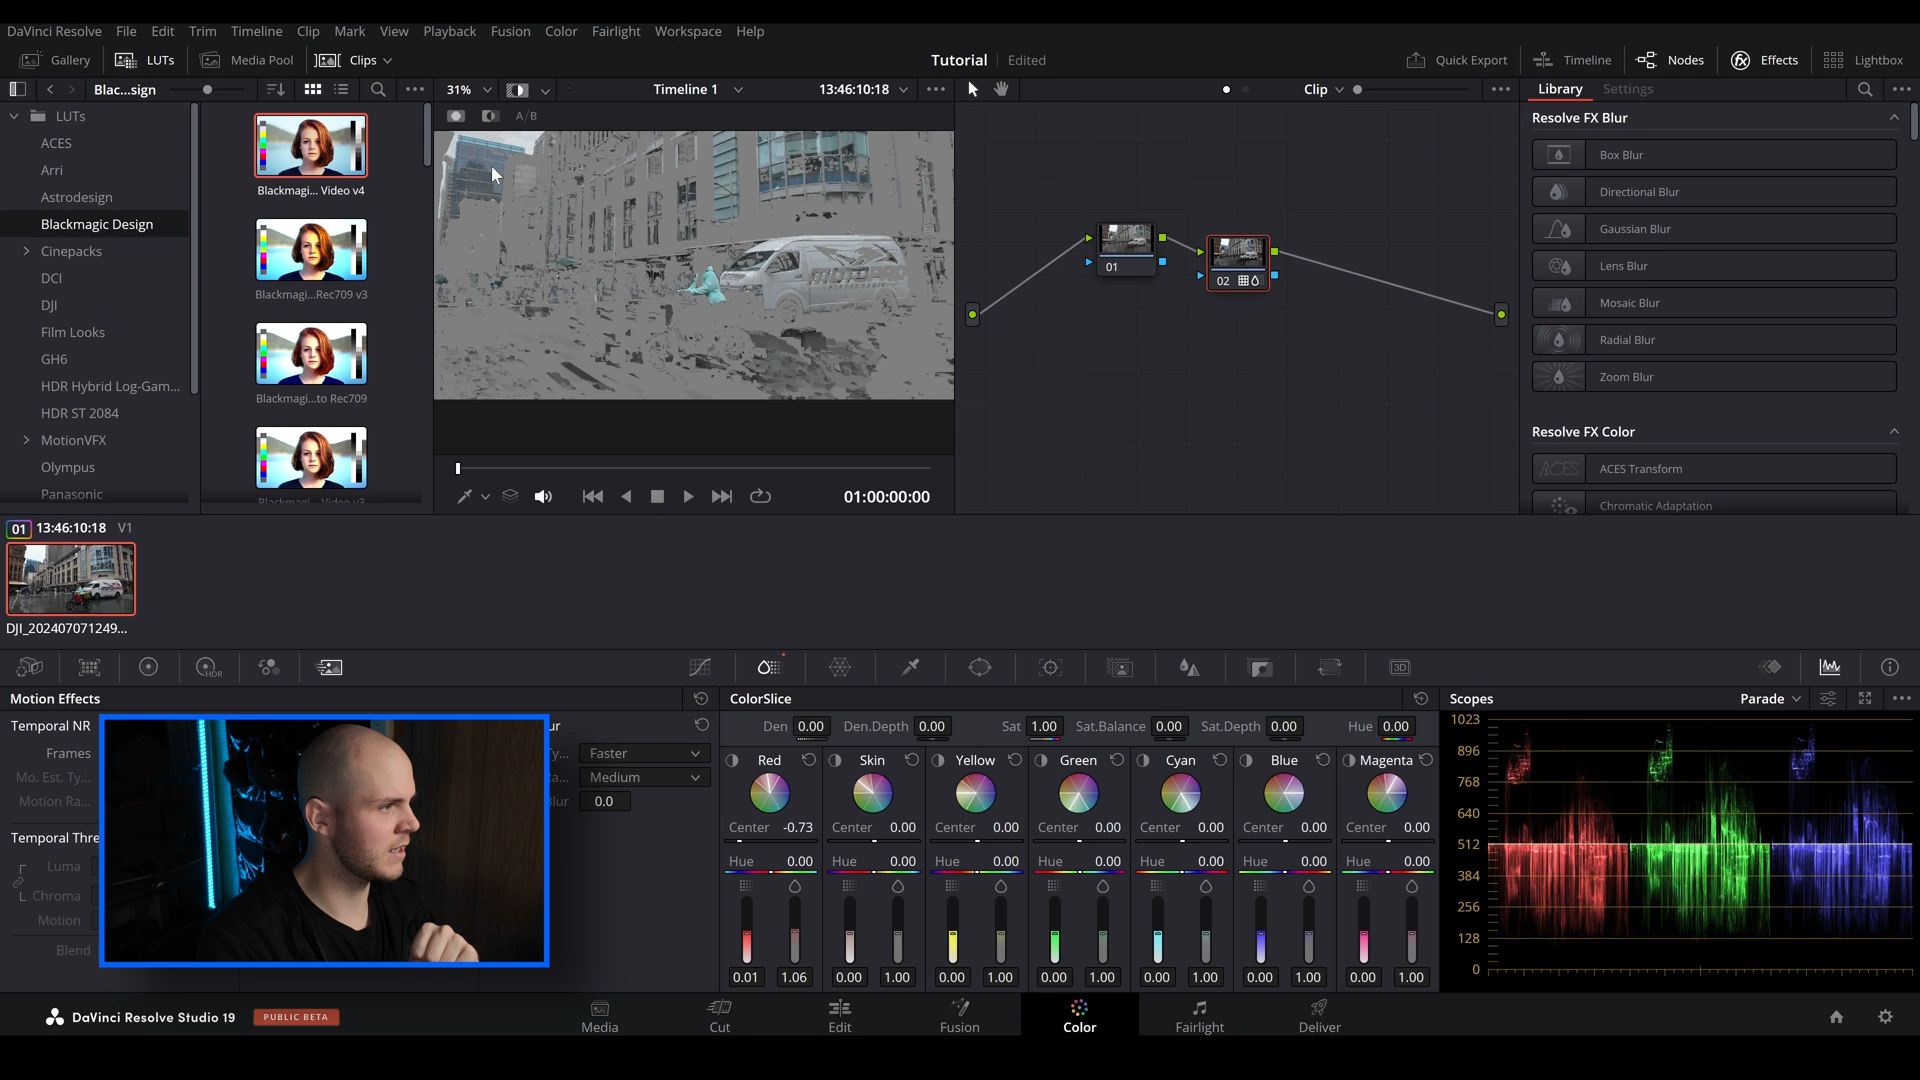 DaVinci Resolve File Edit Trim Timeline Clip Mark View Playback Fusion Color Fairlight Workspace Help
Gallery LUTs Media Pool Clips Tutorial Edited Quick Export Timeline Nodes Effects Lightbox
Blac...sign 31% Timeline 1 13:46:10:18 Clip Library Settings
A/B
LUTs
ACES
Arri
Astrodesign
Blackmagic Design
Cinepacks
DCI
DJI
Film Looks
GH6
HDR Hybrid Log-Gam...
HDR ST 2084
MotionVFX
Olympus
Panasonic
Blackmagi... Video v4
Blackmagi...Rec709 v3
Blackmagi...to Rec709
Blackmagi... Video v3
01:00:00:00
01
02
Resolve FX Blur
Box Blur
Directional Blur
Gaussian Blur
Lens Blur
Mosaic Blur
Radial Blur
Zoom Blur
Resolve FX Color
ACES
ACES Transform
Chromatic Adaptation
01 13:46:10:18 V1
DJI_202407071249...
HDR
3D
Motion Effects
Temporal NR
Frames
Mo. Est. Ty...
Motion Ra...
Temporal Thre
Luma
Chroma
Motion
Blend
ur
y... Faster
a... Medium
lur 0.0
ColorSlice
Den 0.00 Den.Depth 0.00 Sat 1.00 Sat.Balance 0.00 Sat.Depth 0.00 Hue 0.00
Red Skin Yellow Green Cyan Blue Magenta
Center -0.73 Center 0.00 Center 0.00 Center 0.00 Center 0.00 Center 0.00 Center 0.00
Hue 0.00 Hue 0.00 Hue 0.00 Hue 0.00 Hue 0.00 Hue 0.00 Hue 0.00
0.01 1.06 0.00 1.00 0.00 1.00 0.00 1.00 0.00 1.00 0.00 1.00 0.00 1.00
Scopes Parade
1023
896
768
640
512
384
256
128
0
DaVinci Resolve Studio 19 PUBLIC BETA
Media Cut Edit Fusion Color Fairlight Deliver